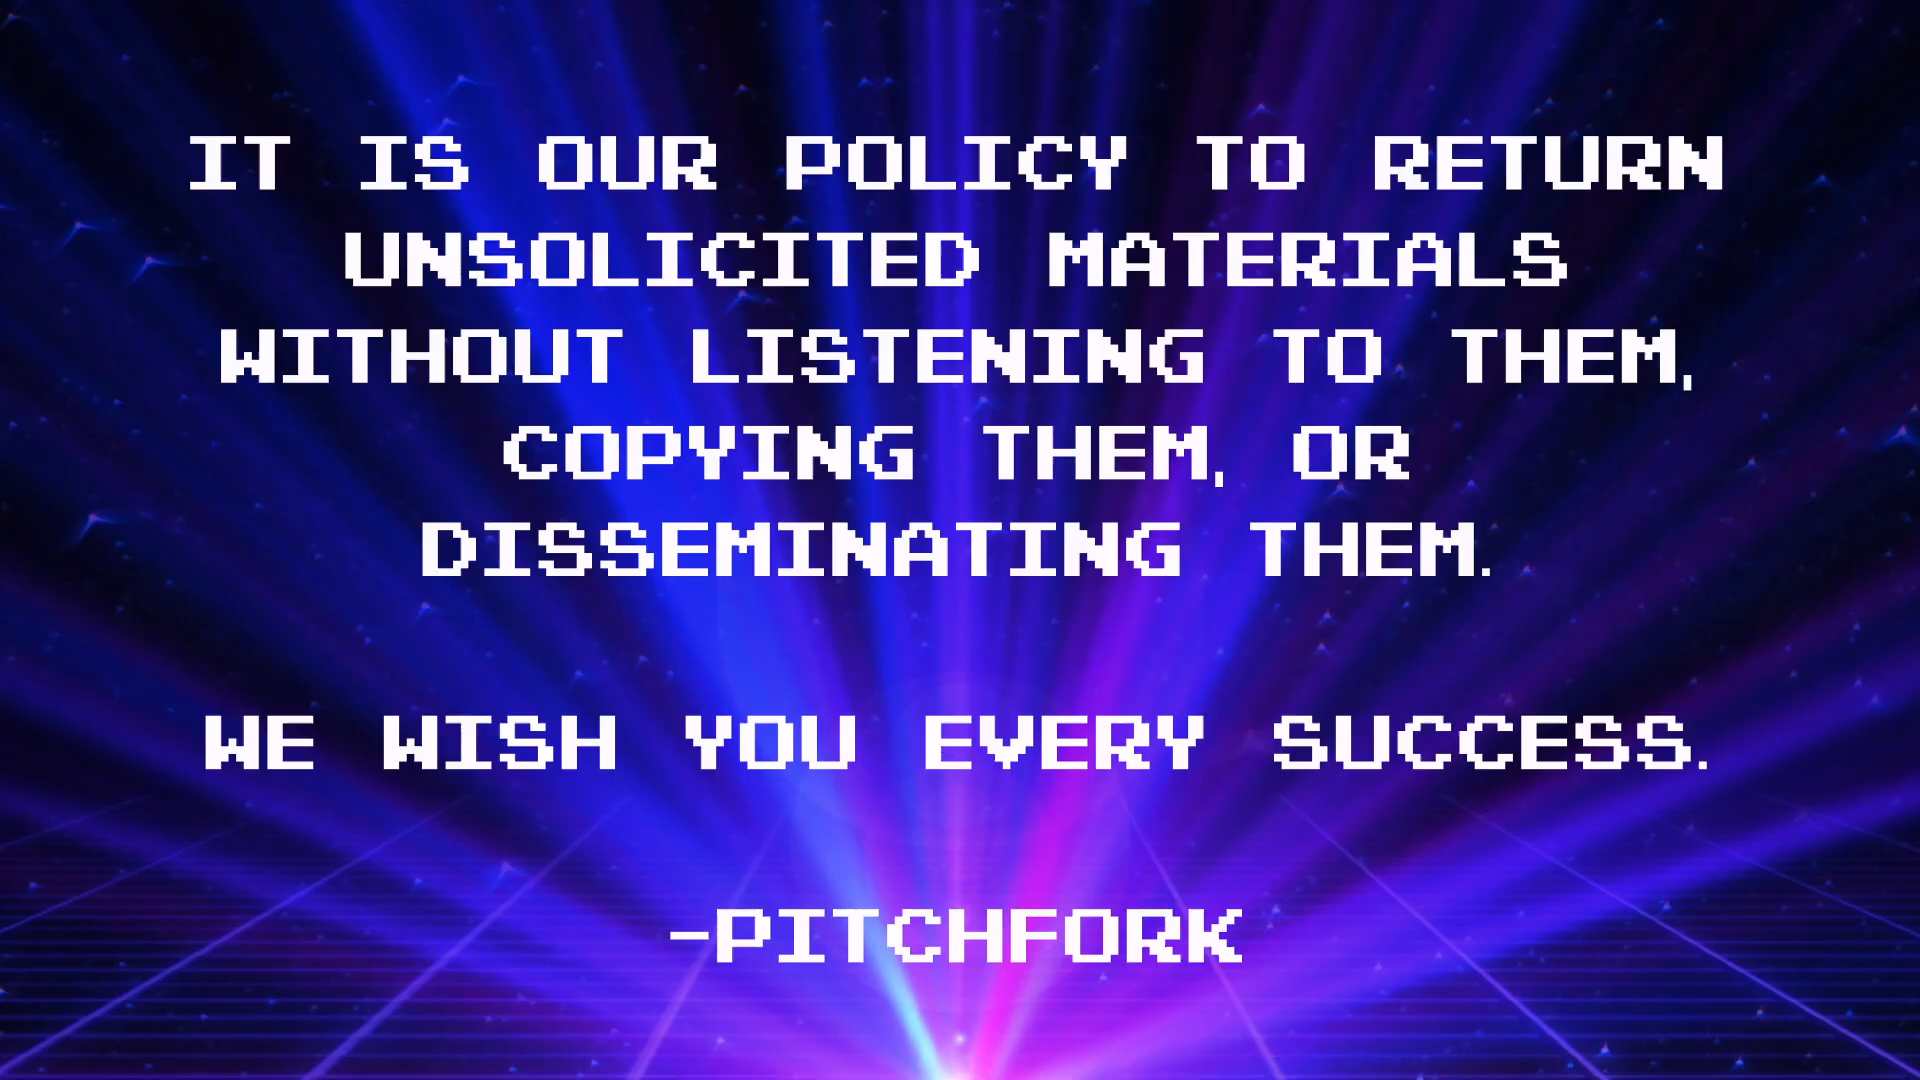 IT IS OUR POLICY TO RETURN
UNSOLICITED MATERIALS
WITHOUT LISTENING TO THEM,
COPYING THEM, OR
DISSEMINATING THEM.
WE WISH YOU EVERY SUCCESS.
-PITCHFORK